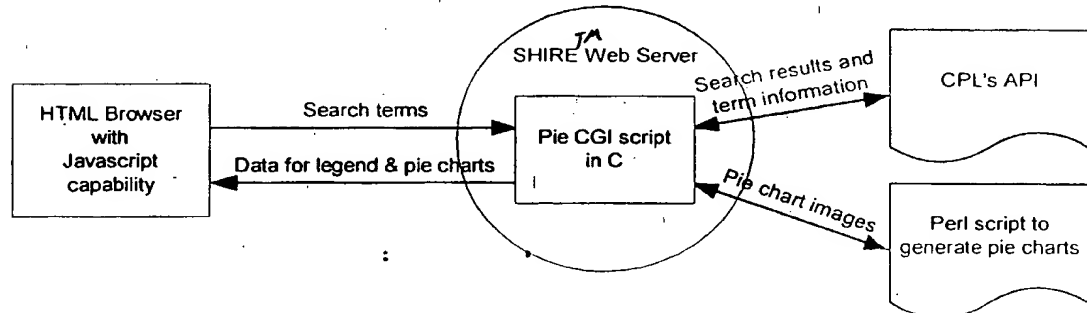 SHIRE™ Web Server
HTML Browser
with
Javascript
capability
Search terms
Data for legend & pie charts
Pie CGI script
in C
Search results and
term information
CPL's API
Pie chart images
Perl script to
generate pie charts